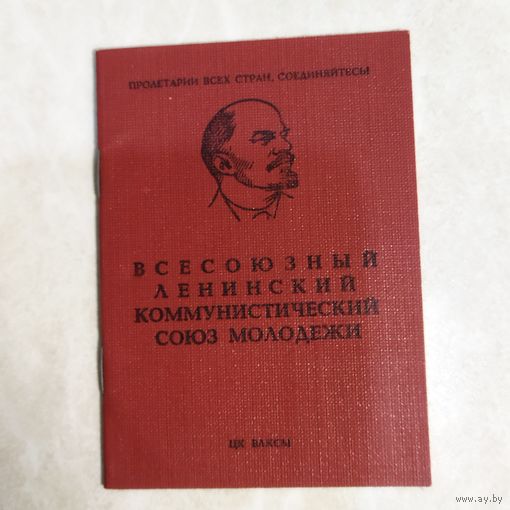 ПРОЛЕТАРИИ ВСЕХ СТРАН, СОЕДИНЯЙТЕСЬ!
ВСЕСОЮЗНЫЙ
ЛЕНИНСКИЙ
КОММУНИСТИЧЕСКИЙ
СОЮЗ МОЛОДЕЖИ
ЦК ВЛКСМ
www.ay.by